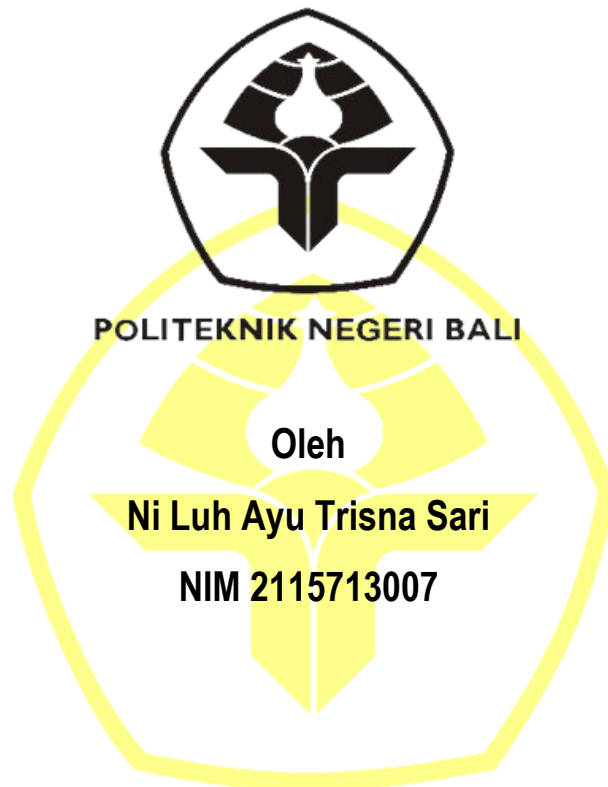 POLITEKNIK NEGERI BALI
Oleh
Ni Luh Ayu Trisna Sari
NIM 2115713007